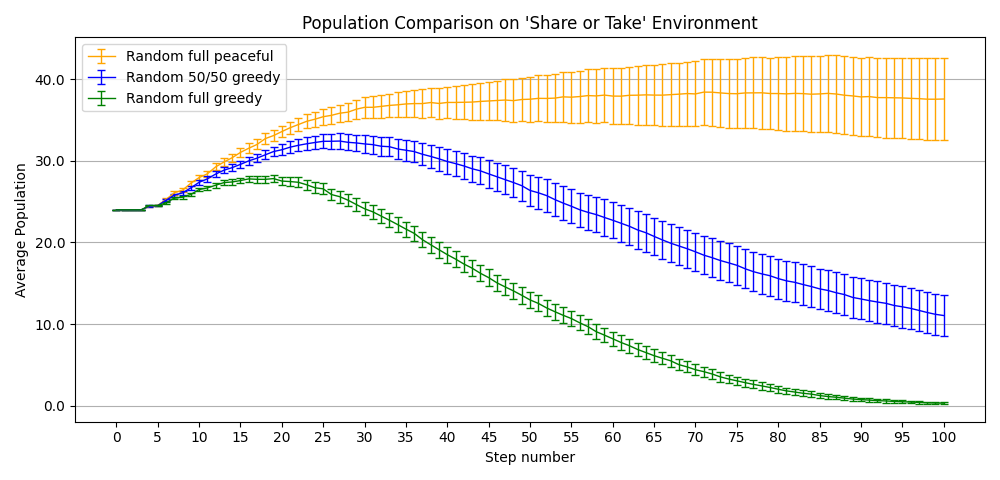 Population Comparison on 'Share or Take' Environment
Random full peaceful
Random 50/50 greedy
Random full greedy
Average Population
40.0
30.0
20.0
10.0
0.0
0 5 10 15 20 25 30 35 40 45 50 55 60 65 70 75 80 85 90 95 100
Step number